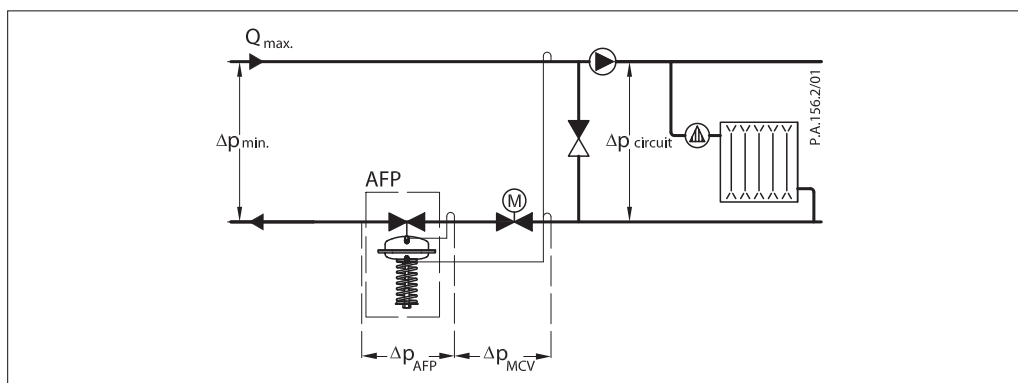 Q max.
P.A.156.2/01
Δp min.
Δp circuit
AFP
M
Δp AFP
Δp MCV